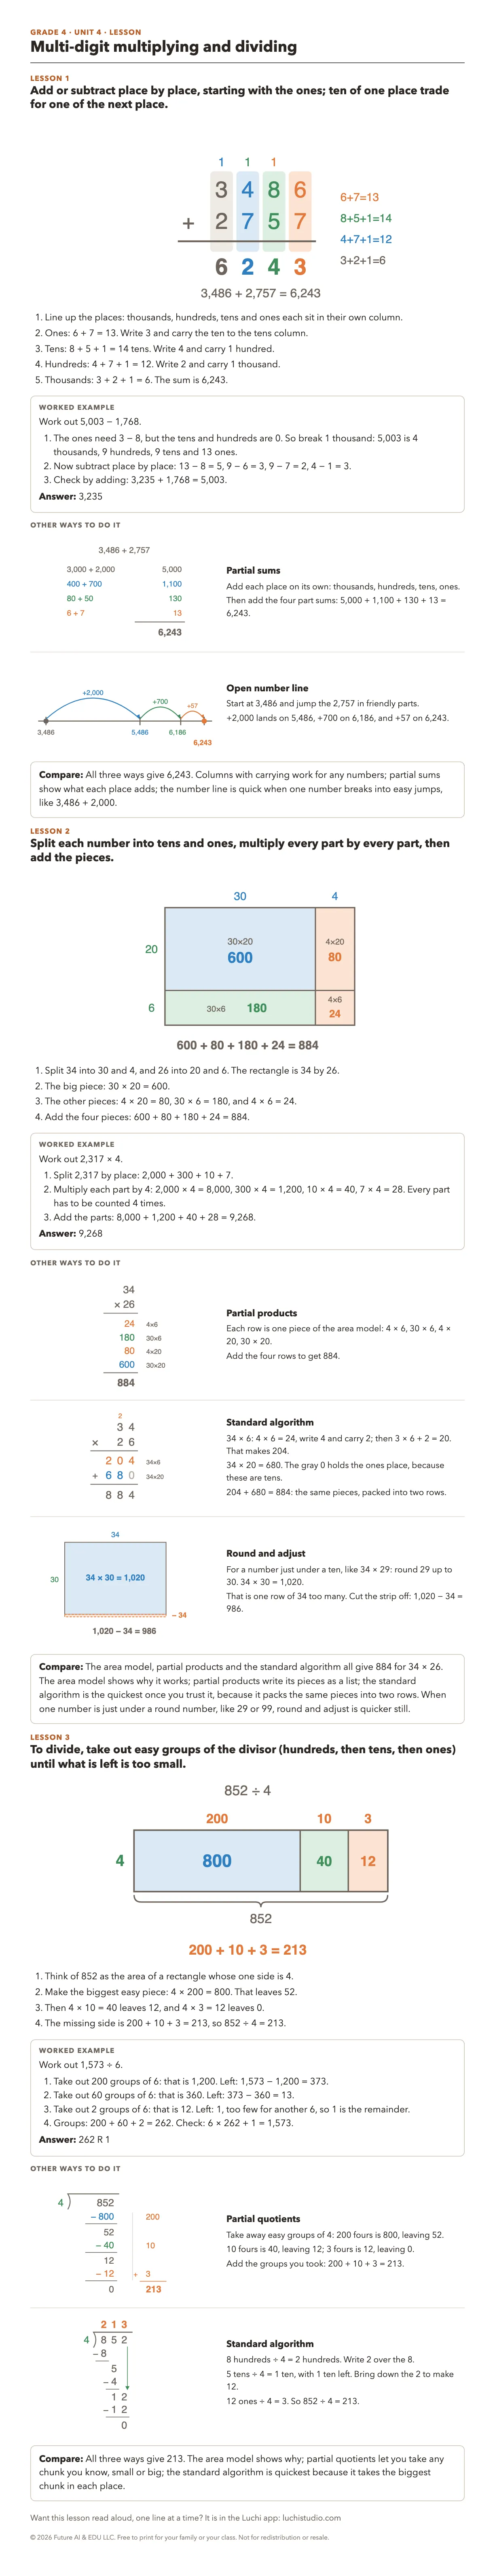 GRADE 4 · UNIT 4 · LESSON
Multi-digit multiplying and dividing
LESSON 1
Add or subtract place by place, starting with the ones; ten of one place trade
for one of the next place.
1 1 1
3 4 8 6
+ 2 7 5 7
6 2 4 3
6+7=13
8+5+1=14
4+7+1=12
3+2+1=6
3,486 + 2,757 = 6,243
1. Line up the places: thousands, hundreds, tens and ones each sit in their own column.
2. Ones: 6 + 7 = 13. Write 3 and carry the ten to the tens column.
3. Tens: 8 + 5 + 1 = 14 tens. Write 4 and carry 1 hundred.
4. Hundreds: 4 + 7 + 1 = 12. Write 2 and carry 1 thousand.
5. Thousands: 3 + 2 + 1 = 6. The sum is 6,243.
WORKED EXAMPLE
Work out 5,003 − 1,768.
1. The ones need 3 − 8, but the tens and hundreds are 0. So break 1 thousand: 5,003 is 4
thousands, 9 hundreds, 9 tens and 13 ones.
2. Now subtract place by place: 13 − 8 = 5, 9 − 6 = 3, 9 − 7 = 2, 4 − 1 = 3.
3. Check by adding: 3,235 + 1,768 = 5,003.
Answer: 3,235
OTHER WAYS TO DO IT
3,486 + 2,757
3,000 + 2,000 5,000
400 + 700 1,100
80 + 50 130
6 + 7 13
6,243
Partial sums
Add each place on its own: thousands, hundreds, tens, ones.
Then add the four part sums: 5,000 + 1,100 + 130 + 13 =
6,243.
+2,000 +700 +57
3,486 5,486 6,186
6,243
Open number line
Start at 3,486 and jump the 2,757 in friendly parts.
+2,000 lands on 5,486, +700 on 6,186, and +57 on 6,243.
Compare: All three ways give 6,243. Columns with carrying work for any numbers; partial sums
show what each place adds; the number line is quick when one number breaks into easy jumps,
like 3,486 + 2,000.
LESSON 2
Split each number into tens and ones, multiply every part by every part, then
add the pieces.
30 4
20 30×20 4×20
600 80
6 30×6 180 4×6
24
600 + 80 + 180 + 24 = 884
1. Split 34 into 30 and 4, and 26 into 20 and 6. The rectangle is 34 by 26.
2. The big piece: 30 × 20 = 600.
3. The other pieces: 4 × 20 = 80, 30 × 6 = 180, and 4 × 6 = 24.
4. Add the four pieces: 600 + 80 + 180 + 24 = 884.
WORKED EXAMPLE
Work out 2,317 × 4.
1. Split 2,317 by place: 2,000 + 300 + 10 + 7.
2. Multiply each part by 4: 2,000 × 4 = 8,000, 300 × 4 = 1,200, 10 × 4 = 40, 7 × 4 = 28. Every part
has to be counted 4 times.
3. Add the parts: 8,000 + 1,200 + 40 + 28 = 9,268.
Answer: 9,268
OTHER WAYS TO DO IT
34
× 26
24 4×6
180 30×6
80 4×20
600 30×20
884
Partial products
Each row is one piece of the area model: 4 × 6, 30 × 6, 4 ×
20, 30 × 20.
Add the four rows to get 884.
2
3 4
× 2 6
2 0 4 34×6
+ 6 8 0 34×20
8 8 4
Standard algorithm
34 × 6: 4 × 6 = 24, write 4 and carry 2; then 3 × 6 + 2 = 20.
That makes 204.
34 × 20 = 680. The gray 0 holds the ones place, because
these are tens.
204 + 680 = 884: the same pieces, packed into two rows.
34
30 34 × 30 = 1,020
− 34
1,020 − 34 = 986
Round and adjust
For a number just under a ten, like 34 × 29: round 29 up to
30. 34 × 30 = 1,020.
That is one row of 34 too many. Cut the strip off: 1,020 − 34 =
986.
Compare: The area model, partial products and the standard algorithm all give 884 for 34 × 26.
The area model shows why it works; partial products write its pieces as a list; the standard
algorithm is the quickest once you trust it, because it packs the same pieces into two rows. When
one number is just under a round number, like 29 or 99, round and adjust is quicker still.
LESSON 3
To divide, take out easy groups of the divisor (hundreds, then tens, then ones)
until what is left is too small.
852 ÷ 4
200 10 3
4 800 40 12
852
200 + 10 + 3 = 213
1. Think of 852 as the area of a rectangle whose one side is 4.
2. Make the biggest easy piece: 4 × 200 = 800. That leaves 52.
3. Then 4 × 10 = 40 leaves 12, and 4 × 3 = 12 leaves 0.
4. The missing side is 200 + 10 + 3 = 213, so 852 ÷ 4 = 213.
WORKED EXAMPLE
Work out 1,573 ÷ 6.
1. Take out 200 groups of 6: that is 1,200. Left: 1,573 − 1,200 = 373.
2. Take out 60 groups of 6: that is 360. Left: 373 − 360 = 13.
3. Take out 2 groups of 6: that is 12. Left: 1, too few for another 6, so 1 is the remainder.
4. Groups: 200 + 60 + 2 = 262. Check: 6 × 262 + 1 = 1,573.
Answer: 262 R 1
OTHER WAYS TO DO IT
4 ) 852
− 800 200
52
− 40 10
12
− 12 + 3
0 213
Partial quotients
Take away easy groups of 4: 200 fours is 800, leaving 52.
10 fours is 40, leaving 12; 3 fours is 12, leaving 0.
Add the groups you took: 200 + 10 + 3 = 213.
2 1 3
4 ) 8 5 2
− 8
5
− 4
1 2
− 1 2
0
Standard algorithm
8 hundreds ÷ 4 = 2 hundreds. Write 2 over the 8.
5 tens ÷ 4 = 1 ten, with 1 ten left. Bring down the 2 to make
12.
12 ones ÷ 4 = 3. So 852 ÷ 4 = 213.
Compare: All three ways give 213. The area model shows why; partial quotients let you take any
chunk you know, small or big; the standard algorithm is quickest because it takes the biggest
chunk in each place.
Want this lesson read aloud, one line at a time? It is in the Luchi app: luchistudio.com
© 2026 Future AI & EDU LLC. Free to print for your family or your class. Not for redistribution or resale.